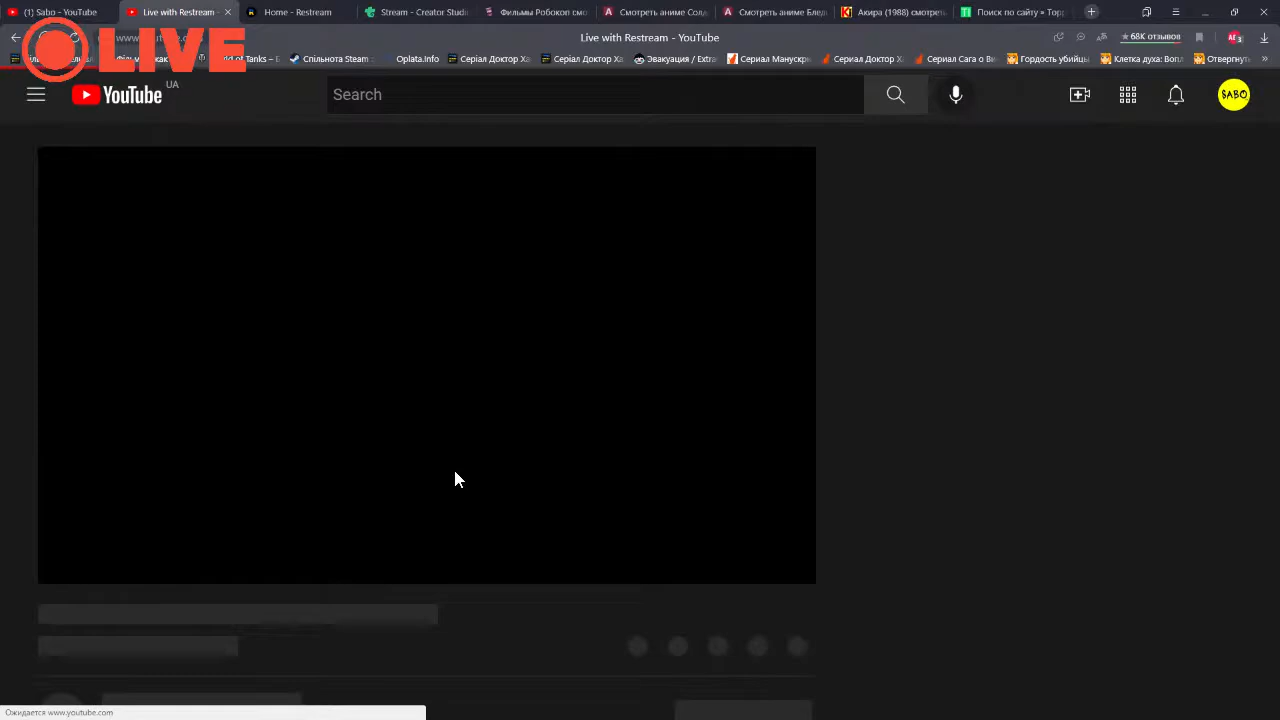 (1) Sabo - YouTube
Live with Restream -
Home - Restream
Stream - Creator Studi
Фильмы Робокоп смо
Смотреть аниме Сол
Смотреть аниме Блед
Акира (1988) смотреть
Поиск по сайту » Торр
Live with Restream - YouTube
★ 68K отзывов
LIVE
Спільнота Steam
Oplata.Info
Серіал Доктор Ха
Серіал Доктор Ха
Эвакуация / Extra
Сериал Манускри
Сериал Доктор Х
Сериал Сага о Ви
Гордость убийцы
Клетка духа: Вопл
Отвергнуть
YouTube
UA
Search
SABO
Ожидается www.youtube.com